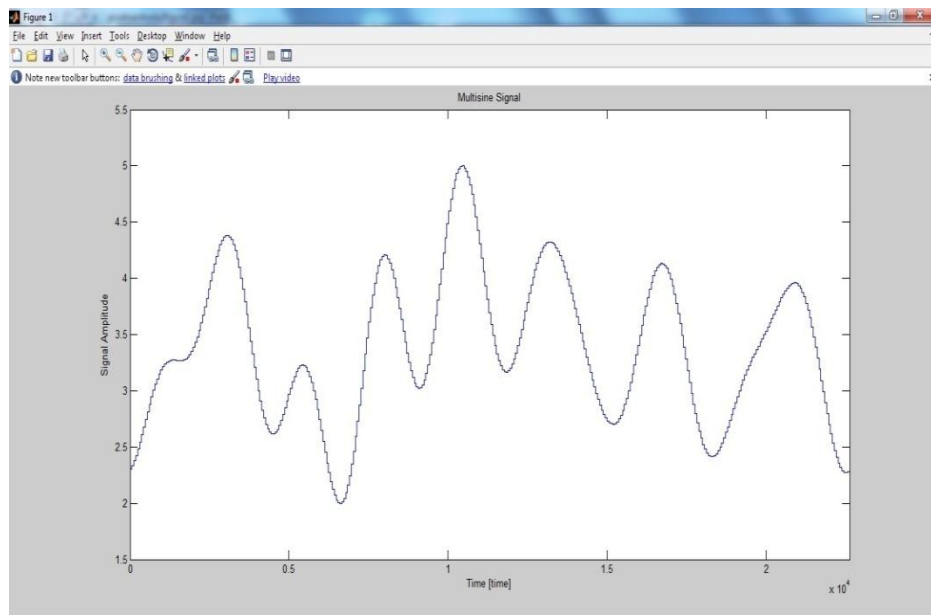 Figure 1
File Edit View Insert Tools Desktop Window Help
Note new toolbar buttons: data brushing & linked plots Play video
Multisine Signal
5.5
5
4.5
4
3.5
3
2.5
2
1.5
Signal Amplitude
0 0.5 1 1.5 2
Time [time]
x 10^4